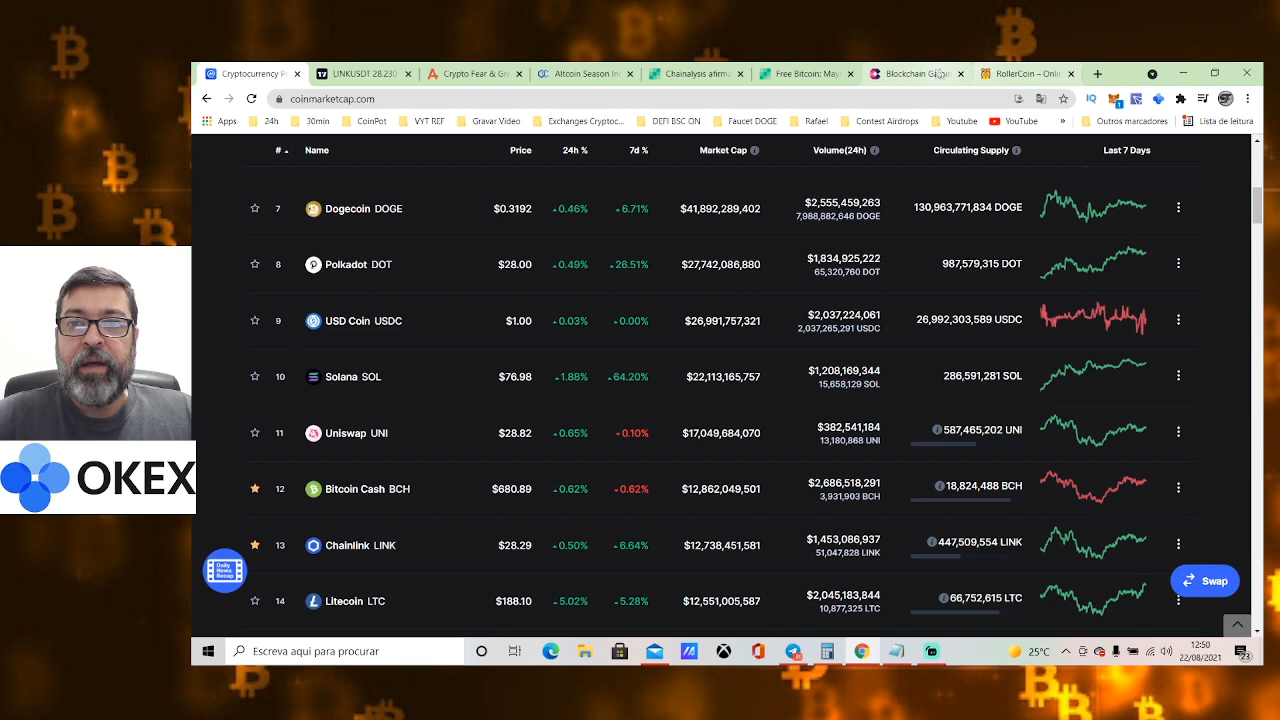 Cryptocurrency P
LINKUSDT 28.230
Crypto Fear & Gr
Altcoin Season In
Chainalysis afirm
Free Bitcoin: May
Blockchain
RollerCoin – Onli
coinmarketcap.com
Apps
24h
30min
CoinPot
VYT REF
Gravar Video
Exchanges Cryptoc...
DEFI BSC ON
Faucet DOGE
Rafael
Contest Airdrops
Youtube
YouTube
»
Outros marcadores
Lista de leitura
# Name Price 24h % 7d % Market Cap Volume(24h) Circulating Supply Last 7 Days
7 Dogecoin DOGE $0.3192 0.46% 6.71% $41,892,289,402 $2,555,459,263 130,963,771,834 DOGE
7,988,882,646 DOGE
8 Polkadot DOT $28.00 0.49% 26.51% $27,742,086,880 $1,834,925,222 987,579,315 DOT
65,320,760 DOT
9 USD Coin USDC $1.00 0.03% 0.00% $26,991,757,321 $2,037,224,061 26,992,303,589 USDC
2,037,265,291 USDC
10 Solana SOL $76.98 1.88% 64.20% $22,113,165,757 $1,208,169,344 286,591,281 SOL
15,658,129 SOL
11 Uniswap UNI $28.82 0.65% 0.10% $17,049,684,070 $382,541,184 587,465,202 UNI
13,180,868 UNI
12 Bitcoin Cash BCH $680.89 0.62% 0.62% $12,862,049,501 $2,686,518,291 18,824,488 BCH
3,931,903 BCH
13 Chainlink LINK $28.29 0.50% 6.64% $12,738,451,581 $1,453,086,937 447,509,554 LINK
51,047,828 LINK
14 Litecoin LTC $188.10 5.02% 5.28% $12,551,005,587 $2,045,183,844 66,752,615 LTC
10,877,325 LTC
Daily
News
Recap
Swap
OKEX
Escreva aqui para procurar
25°C
12:50
22/08/2021
23